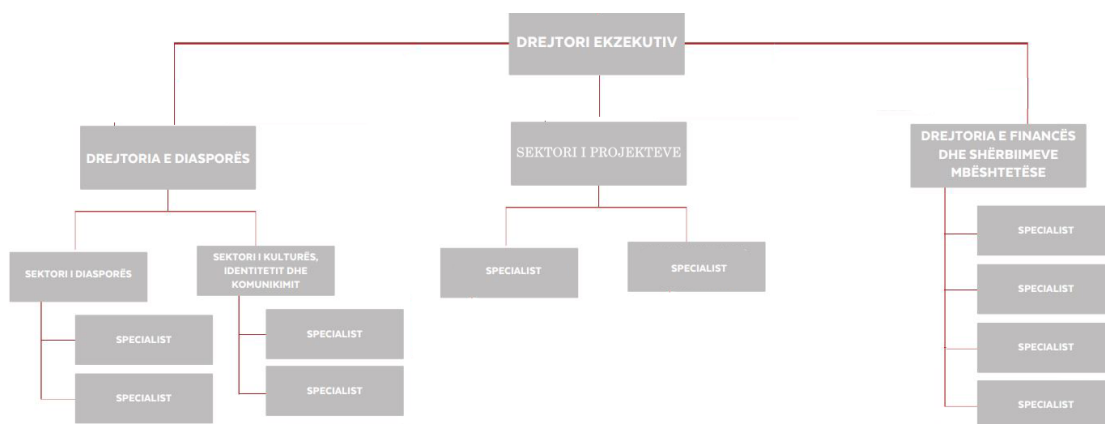 DREJTORI EKZEKUTIV
DREJTORIA E DIASPORËS
SEKTORI I PROJEKTEVE
DREJTORIA E FINANCËS
DHE SHËRBIIMEVE
MBËSHTETËSE
SEKTORI I DIASPORËS
SEKTORI I KULTURËS,
IDENTITETIT DHE
KOMUNIKIMIT
SPECIALIST
SPECIALIST
SPECIALIST
SPECIALIST
SPECIALIST
SPECIALIST
SPECIALIST
SPECIALIST
SPECIALIST
SPECIALIST